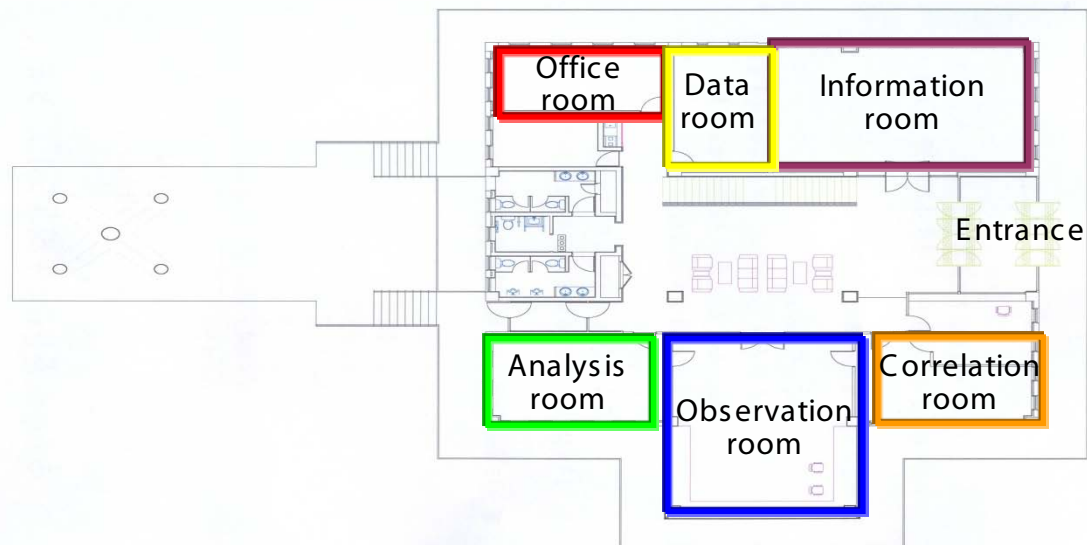 Office
room
Data
room
Information
room
Entrance
Analysis
room
Observation
room
Correlation
room